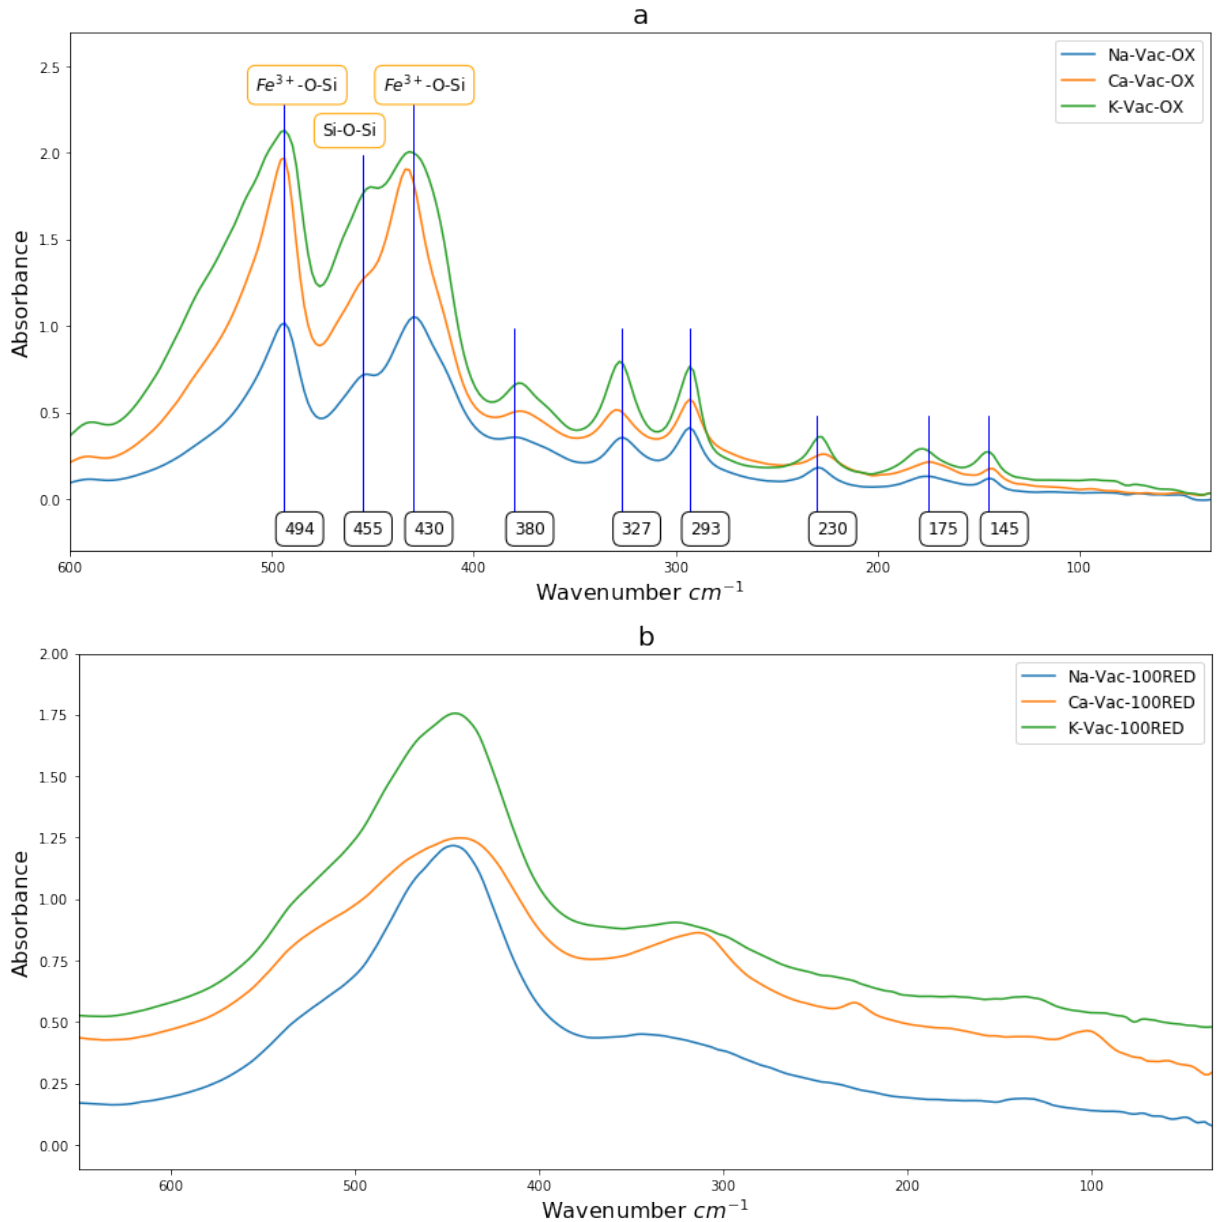 a
Na-Vac-OX
Ca-Vac-OX
K-Vac-OX
Fe³⁺-O-Si
Fe³⁺-O-Si
Si-O-Si
2.5
2.0
1.5
1.0
0.5
0.0
Absorbance
494
455
430
380
327
293
230
175
145
600
500
400
300
200
100
Wavenumber cm⁻¹
b
Na-Vac-100RED
Ca-Vac-100RED
K-Vac-100RED
2.00
1.75
1.50
1.25
1.00
0.75
0.50
0.25
0.00
Absorbance
600
500
400
300
200
100
Wavenumber cm⁻¹